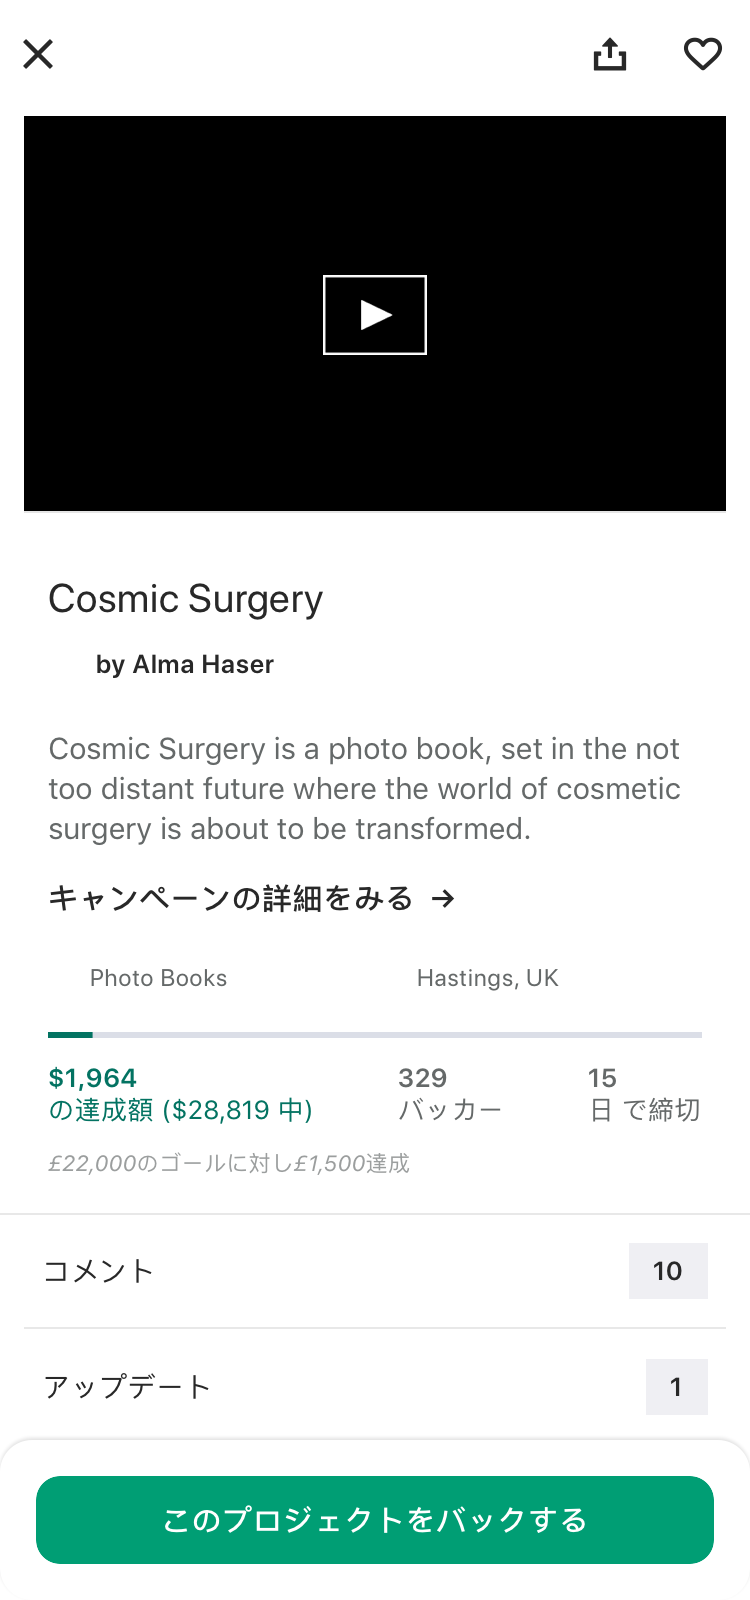 Cosmic Surgery
by Alma Haser
Cosmic Surgery is a photo book, set in the not
too distant future where the world of cosmetic
surgery is about to be transformed.
キャンペーンの詳細をみる →
Photo Books
Hastings, UK
$1,964
の達成額 ($28,819 中)
329
バッカー
15
日 で締切
£22,000のゴールに対し£1,500達成
コメント
10
アップデート
1
このプロジェクトをバックする